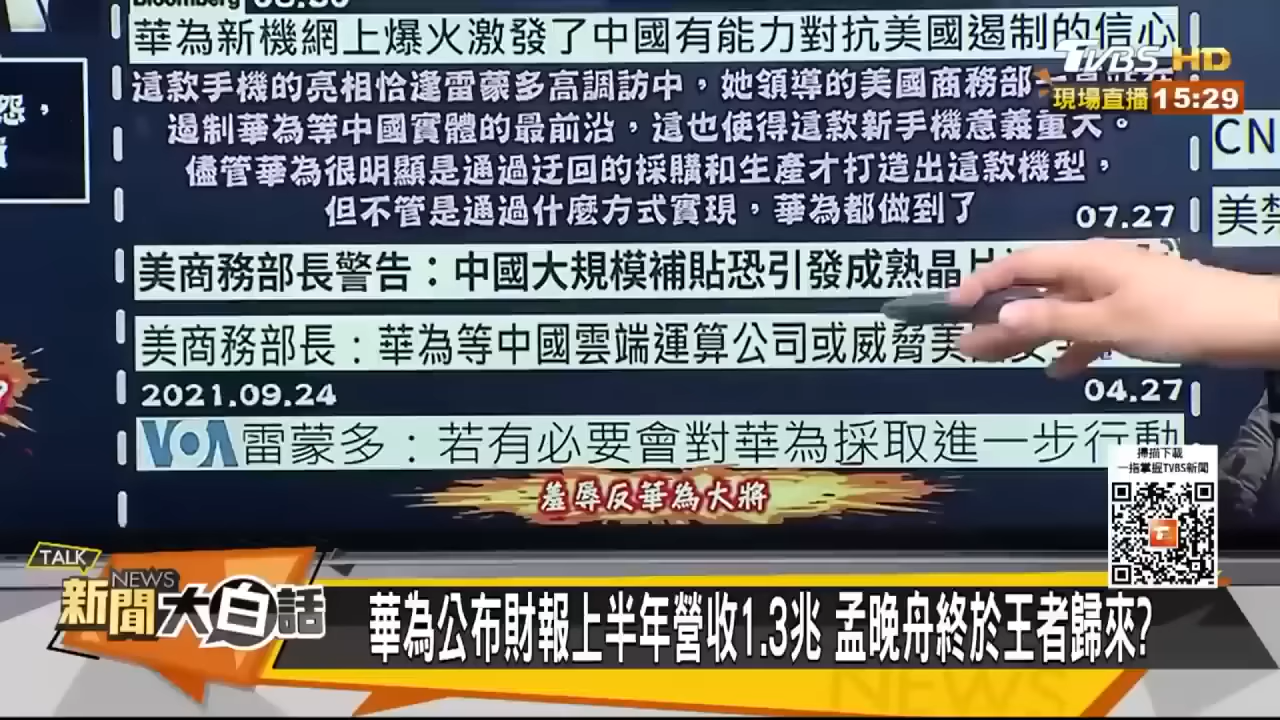 Bloomberg 08.30
華為新機網上爆火激發了中國有能力對抗美國遏制的信心
TVBS HD
這款手機的亮相恰逢雷蒙多高調訪中，她領導的美國商務部
現場直播 15:29
怨，
遏制華為等中國實體的最前沿，這也使得這款新手機意義重大。
CN
儘管華為很明顯是通過迂回的採購和生產才打造出這款機型，
但不管是通過什麼方式實現，華為都做到了
07.27
美禁
美商務部長警告：中國大規模補貼恐引發成熟晶片
美商務部長：華為等中國雲端運算公司或威脅美國安全
2021.09.24
04.27
VOA 雷蒙多：若有必要會對華為採取進一步行動
掃描下載
一指掌握TVBS新聞
羞辱反華為大將
TALK
NEWS
新聞大白話
華為公布財報上半年營收1.3兆 孟晚舟終於王者歸來?
NEWS